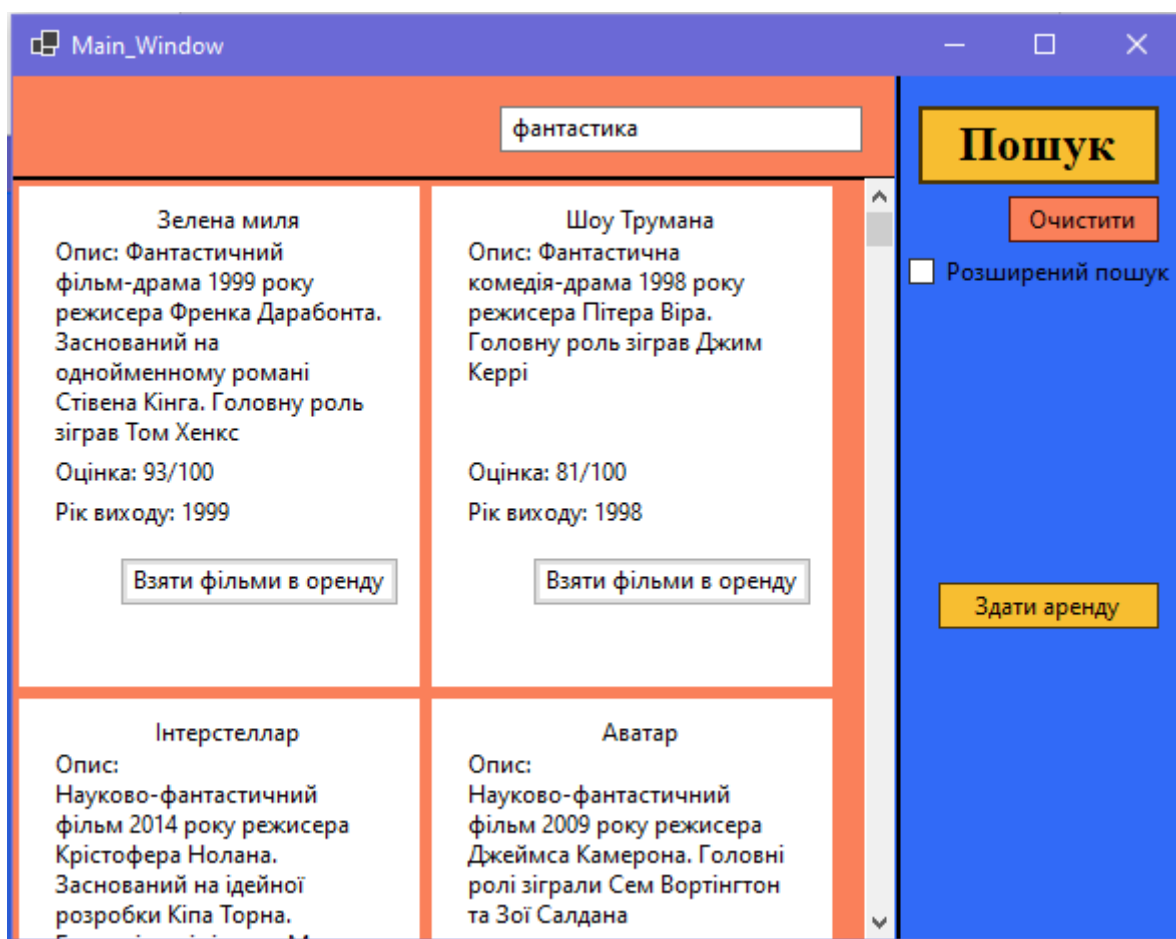 Main_Window
фантастика
Пошук
Очистити
Розширений пошук
Здати аренду
Зелена миля
Опис: Фантастичний
фільм-драма 1999 року
режисера Френка Дарабонта.
Заснований на
однойменному романі
Стівена Кінга. Головну роль
зіграв Том Хенкс
Оцінка: 93/100
Рік виходу: 1999
Взяти фільми в оренду
Шоу Трумана
Опис: Фантастична
комедія-драма 1998 року
режисера Пітера Віра.
Головну роль зіграв Джим
Керрі
Оцінка: 81/100
Рік виходу: 1998
Взяти фільми в оренду
Інтерстеллар
Опис:
Науково-фантастичний
фільм 2014 року режисера
Крістофера Нолана.
Заснований на ідейної
розробки Кіпа Торна.
Аватар
Опис:
Науково-фантастичний
фільм 2009 року режисера
Джеймса Камерона. Головні
ролі зіграли Сем Вортінгтон
та Зої Салдана